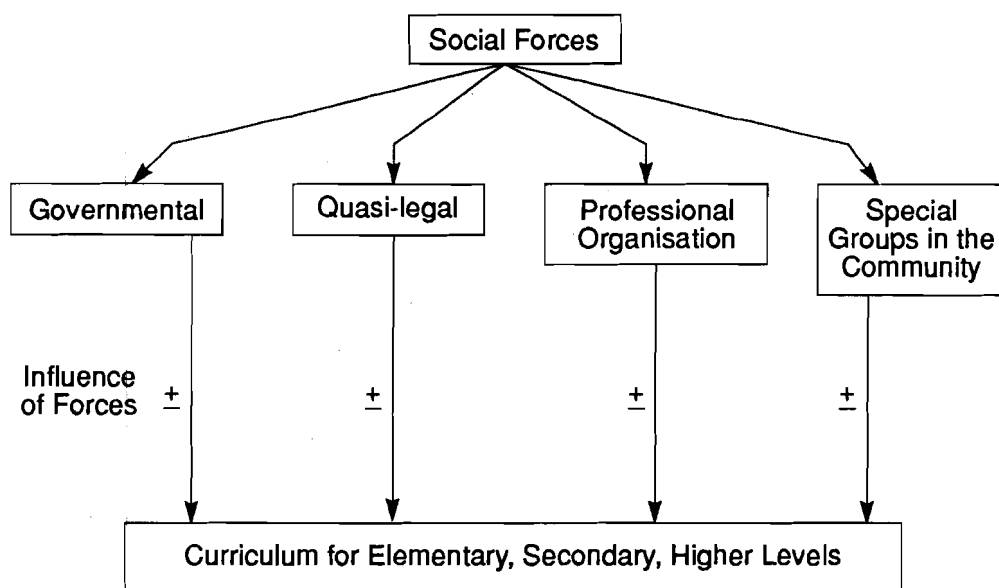 Social Forces
Governmental
Quasi-legal
Professional
Organisation
Special
Groups in the
Community
Influence
of Forces
±
±
±
±
Curriculum for Elementary, Secondary, Higher Levels